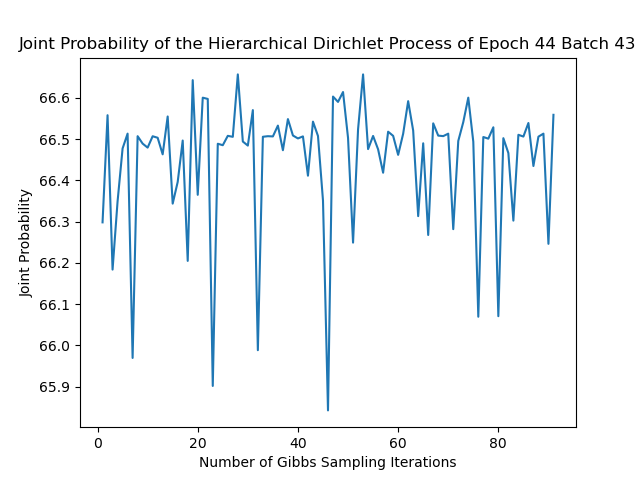 Joint Probability of the Hierarchical Dirichlet Process of Epoch 44 Batch 43
66.6
66.5
66.4
66.3
66.2
66.1
66.0
65.9
Joint Probability
0 20 40 60 80
Number of Gibbs Sampling Iterations